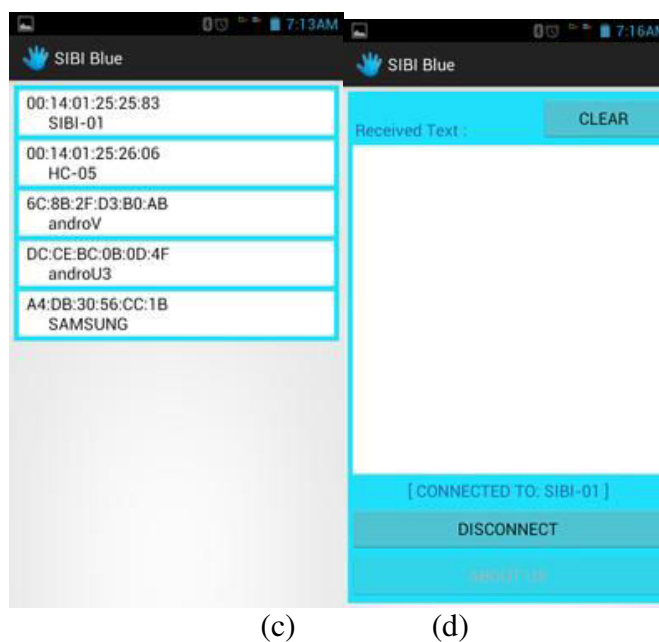 7:13AM
SIBI Blue
00:14:01:25:25:83
SIBI-01
00:14:01:25:26:06
HC-05
6C:8B:2F:D3:B0:AB
androV
DC:CE:BC:0B:0D:4F
androU3
A4:DB:30:56:CC:1B
SAMSUNG
(c)
7:16AM
SIBI Blue
CLEAR
Received Text :
[ CONNECTED TO: SIBI-01 ]
DISCONNECT
ABOUT US
(d)